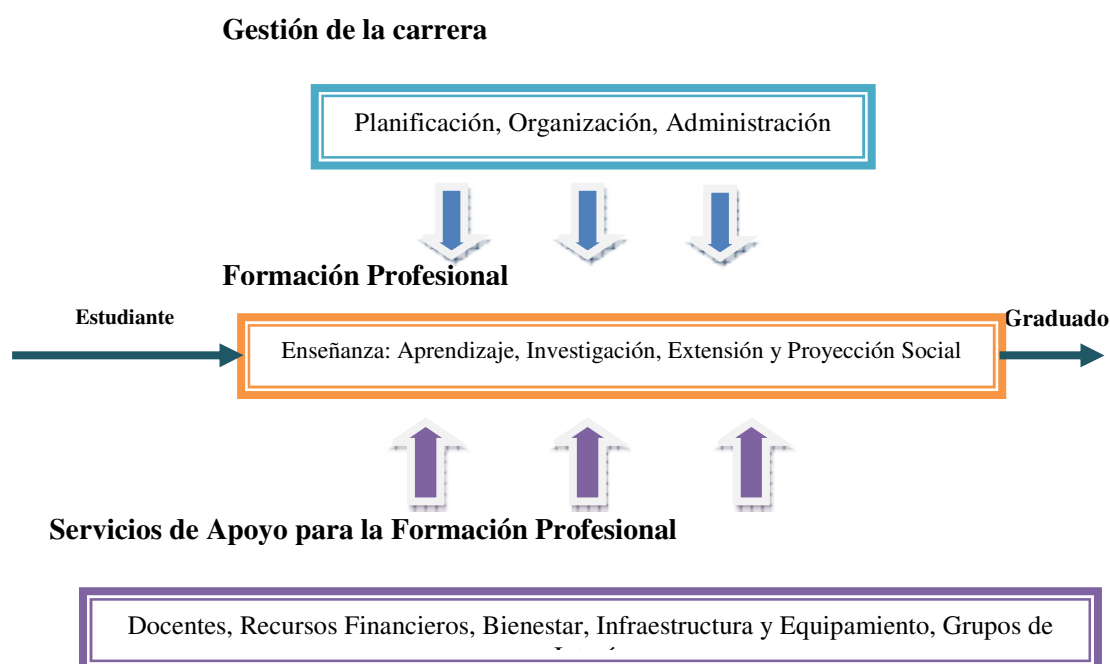 Gestión de la carrera
Planificación, Organización, Administración
Formación Profesional
Estudiante
Graduado
Enseñanza: Aprendizaje, Investigación, Extensión y Proyección Social
Servicios de Apoyo para la Formación Profesional
Docentes, Recursos Financieros, Bienestar, Infraestructura y Equipamiento, Grupos de